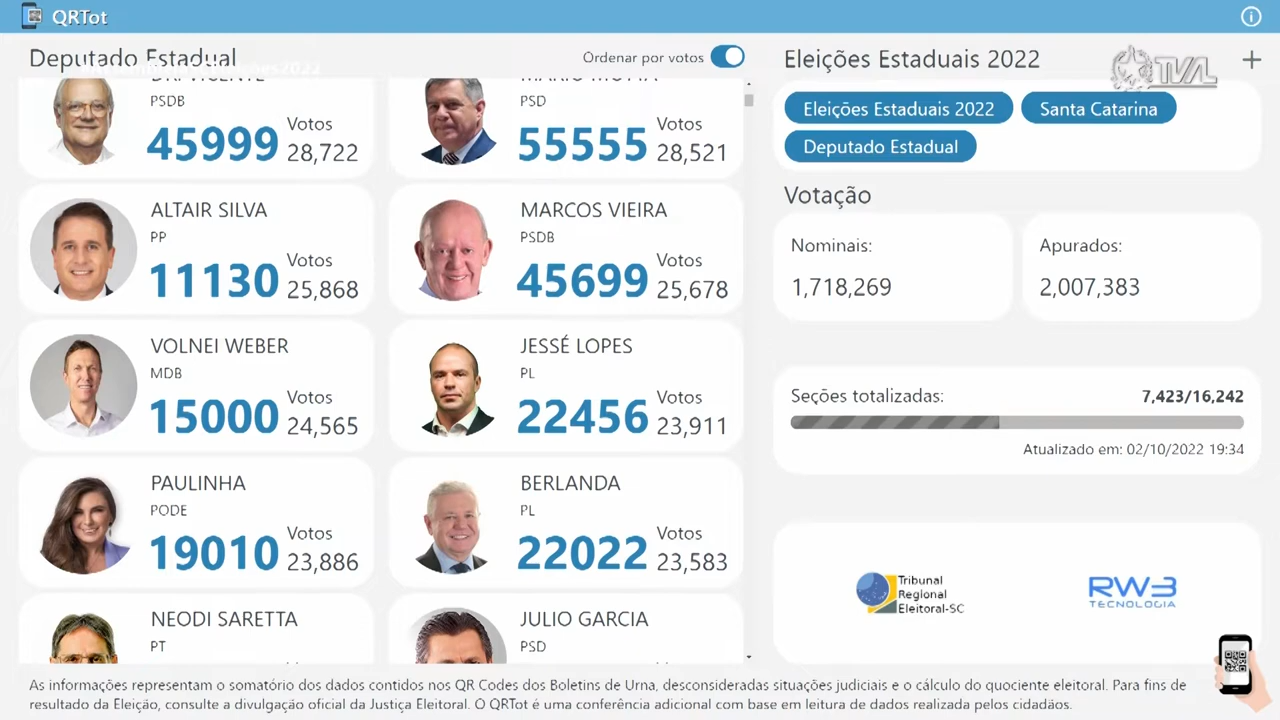 QRTot
Deputado Estadual
Ordenar por votos
PSDB
45999
Votos
28,722
PSD
55555
Votos
28,521
ALTAIR SILVA
PP
11130
Votos
25,868
MARCOS VIEIRA
PSDB
45699
Votos
25,678
VOLNEI WEBER
MDB
15000
Votos
24,565
JESSÉ LOPES
PL
22456
Votos
23,911
PAULINHA
PODE
19010
Votos
23,886
BERLANDA
PL
22022
Votos
23,583
NEODI SARETTA
PT
JULIO GARCIA
PSD
Eleições Estaduais 2022
TVAL
Eleições Estaduais 2022
Santa Catarina
Deputado Estadual
Votação
Nominais:
1,718,269
Apurados:
2,007,383
Seções totalizadas:
7,423/16,242
Atualizado em: 02/10/2022 19:34
Tribunal
Regional
Eleitoral-SC
RW3
TECNOLOGIA
As informações representam o somatório dos dados contidos nos QR Codes dos Boletins de Urna, desconsideradas situações judiciais e o cálculo do quociente eleitoral. Para fins de
resultado da Eleição, consulte a divulgação oficial da Justiça Eleitoral. O QRTot é uma conferência adicional com base em leitura de dados realizada pelos cidadãos.